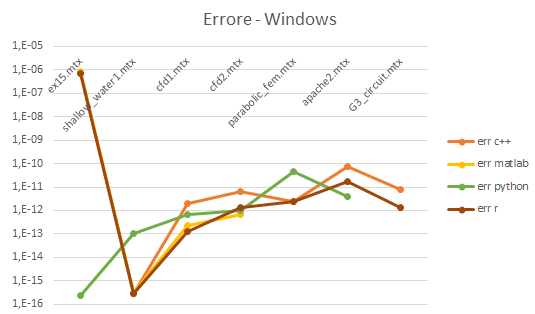 Errore - Windows
1,E-05
1,E-06
1,E-07
1,E-08
1,E-09
1,E-10
1,E-11
1,E-12
1,E-13
1,E-14
1,E-15
1,E-16
ex15.mtx
shallow_water1.mtx
cfd1.mtx
cfd2.mtx
parabolic_fem.mtx
apache2.mtx
G3_circuit.mtx
err c++
err matlab
err python
err r